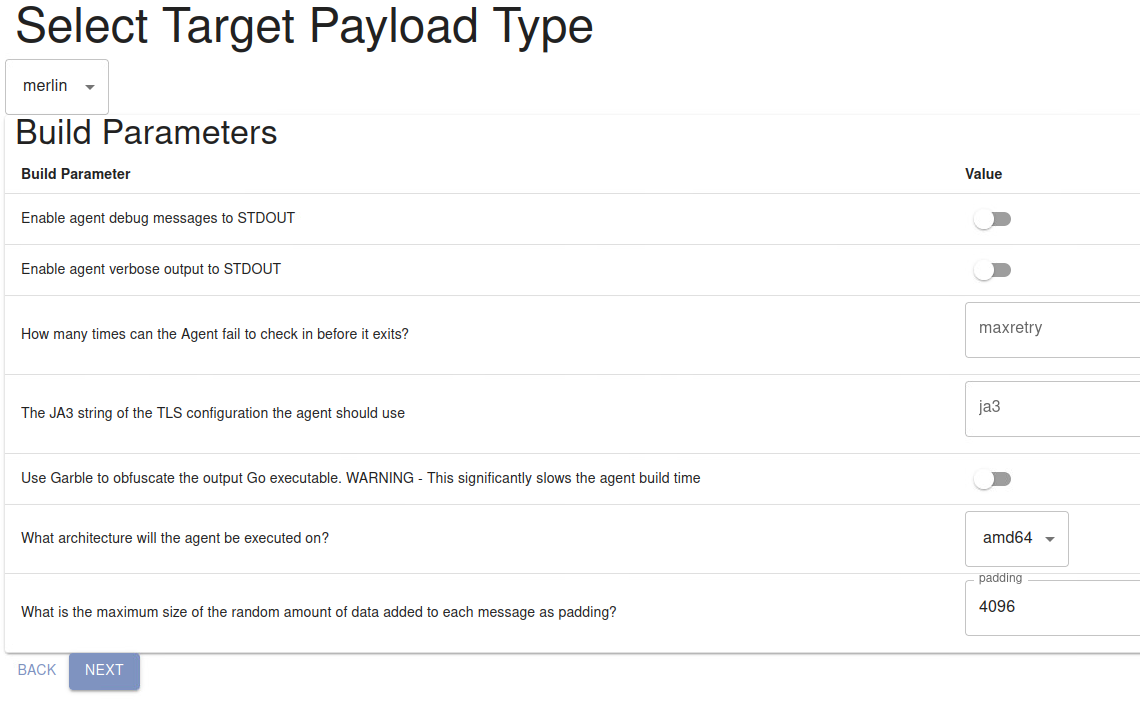 Select Target Payload Type
merlin
Build Parameters
Build Parameter Value
Enable agent debug messages to STDOUT
Enable agent verbose output to STDOUT
How many times can the Agent fail to check in before it exits? maxretry
The JA3 string of the TLS configuration the agent should use ja3
Use Garble to obfuscate the output Go executable. WARNING - This significantly slows the agent build time
What architecture will the agent be executed on? amd64
padding
What is the maximum size of the random amount of data added to each message as padding? 4096
BACK NEXT